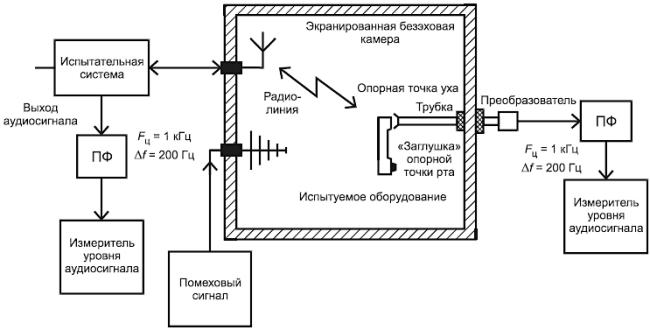 Экранированная безэховая
камера
Испытательная
система
Выход
аудиосигнала
Радио-
линия
Опорная точка уха
Трубка
Преобразователь
ПФ
Fц = 1 кГц
Δf = 200 Гц
«Заглушка»
опорной
точки рта
ПФ
Fц = 1 кГц
Δf = 200 Гц
Испытуемое оборудование
Измеритель
уровня
аудиосигнала
Помеховый
сигнал
Измеритель
уровня
аудиосигнала